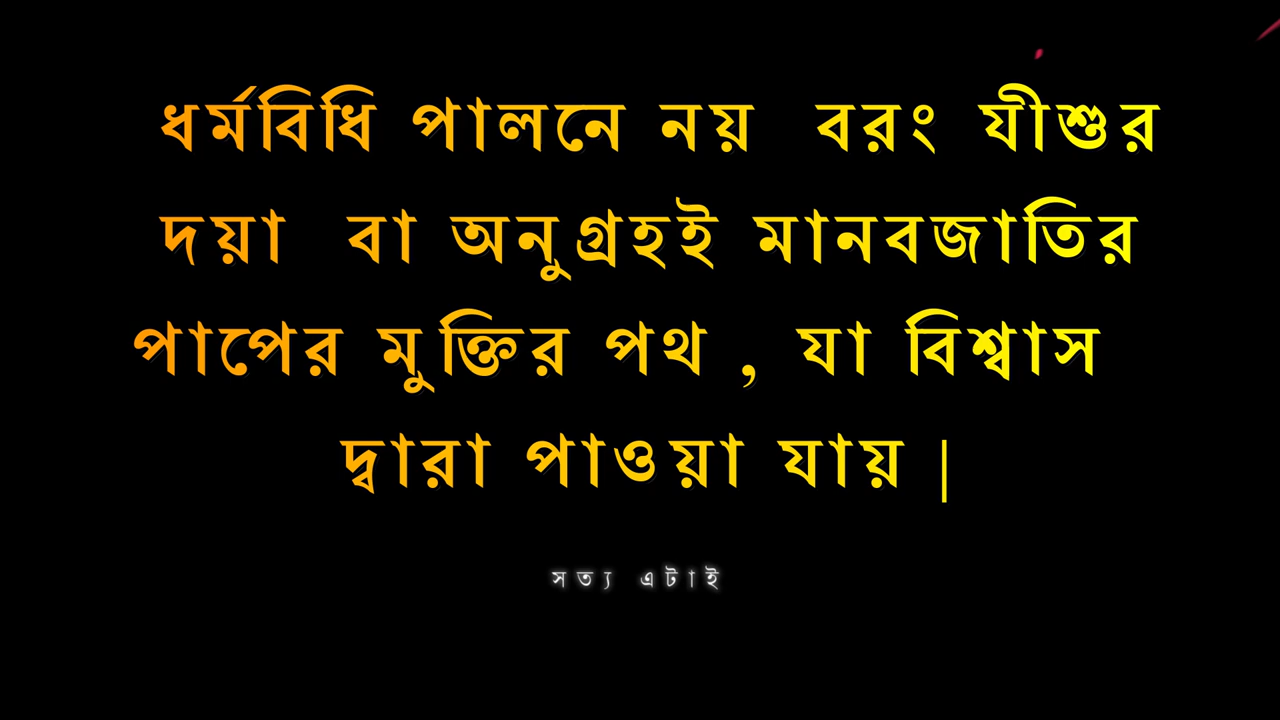 ধর্মবিধি পালনে নয় বরং যীশুর
দয়া বা অনুগ্রহই মানবজাতির
পাপের মুক্তির পথ , যা বিশ্বাস
দ্বারা পাওয়া যায় |
সত্য এটাই